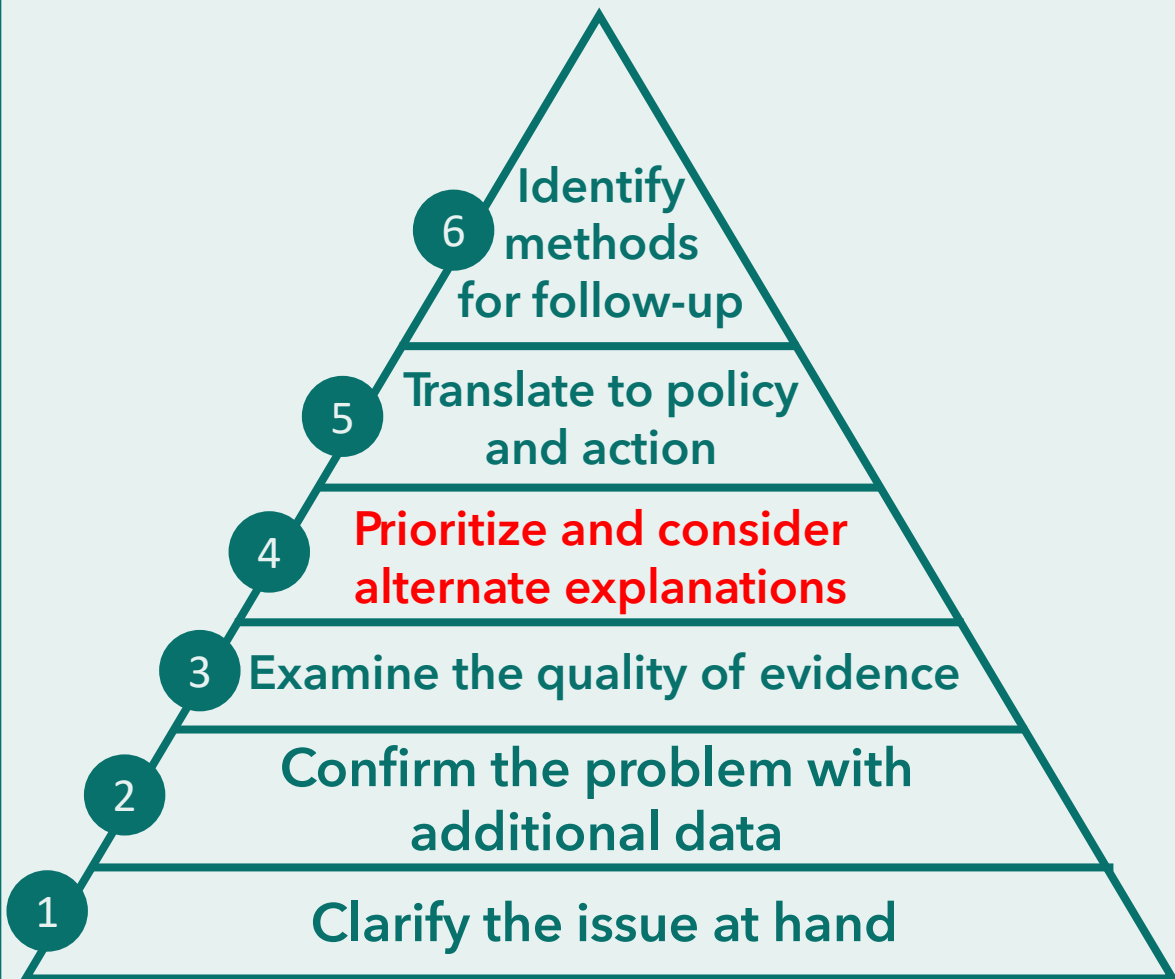 6
Identify
methods
for follow-up
5
Translate to policy
and action
4
Prioritize and consider
alternate explanations
3
Examine the quality of evidence
2
Confirm the problem with
additional data
1
Clarify the issue at hand